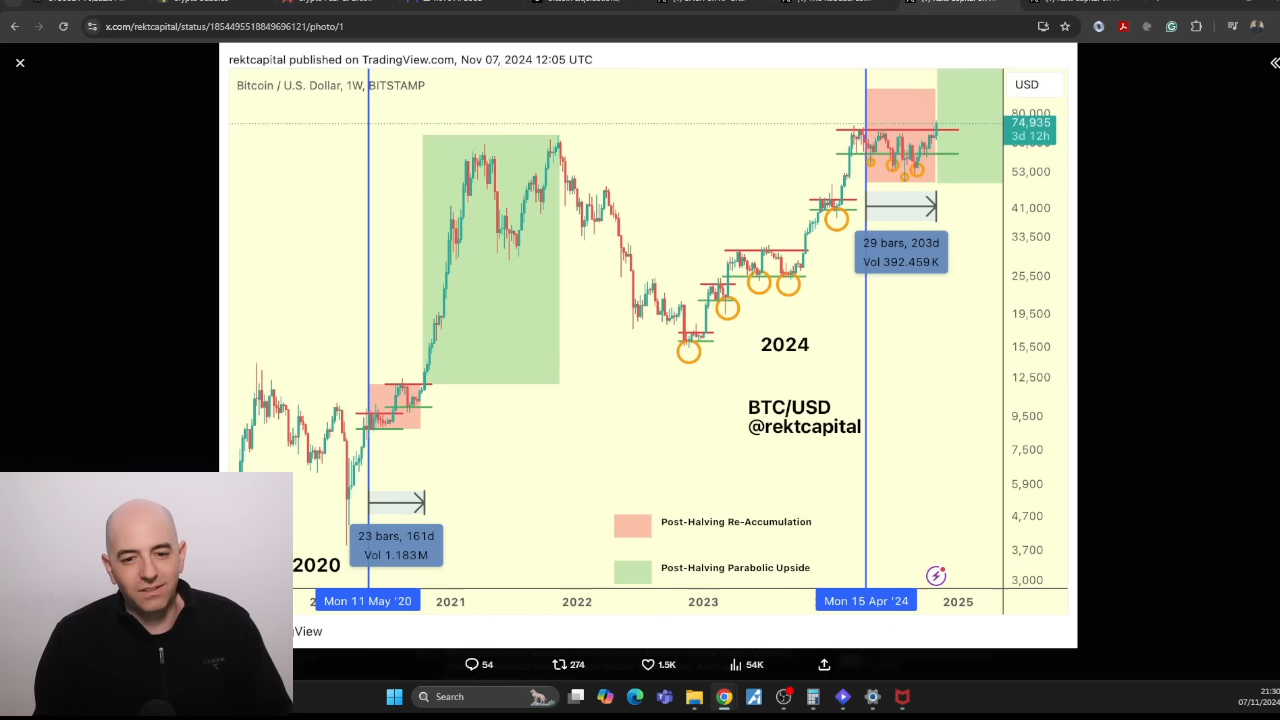 x.com/rektcapital/status/1854495518849696121/photo/1
rektcapital published on TradingView.com, Nov 07, 2024 12:05 UTC
Bitcoin / U.S. Dollar, 1W, BITSTAMP
USD
80,000
74,935
3d 12h
53,000
41,000
33,500
25,500
19,500
15,500
12,500
9,500
7,500
5,900
4,700
3,700
3,000
29 bars, 203d
Vol 392.459K
2024
BTC/USD
@rektcapital
23 bars, 161d
Vol 1.183M
2020
Post-Halving Re-Accumulation
Post-Halving Parabolic Upside
Mon 11 May '20
2021
2022
2023
Mon 15 Apr '24
2025
54
274
1.5K
54K
Search
21:30
07/11/2024